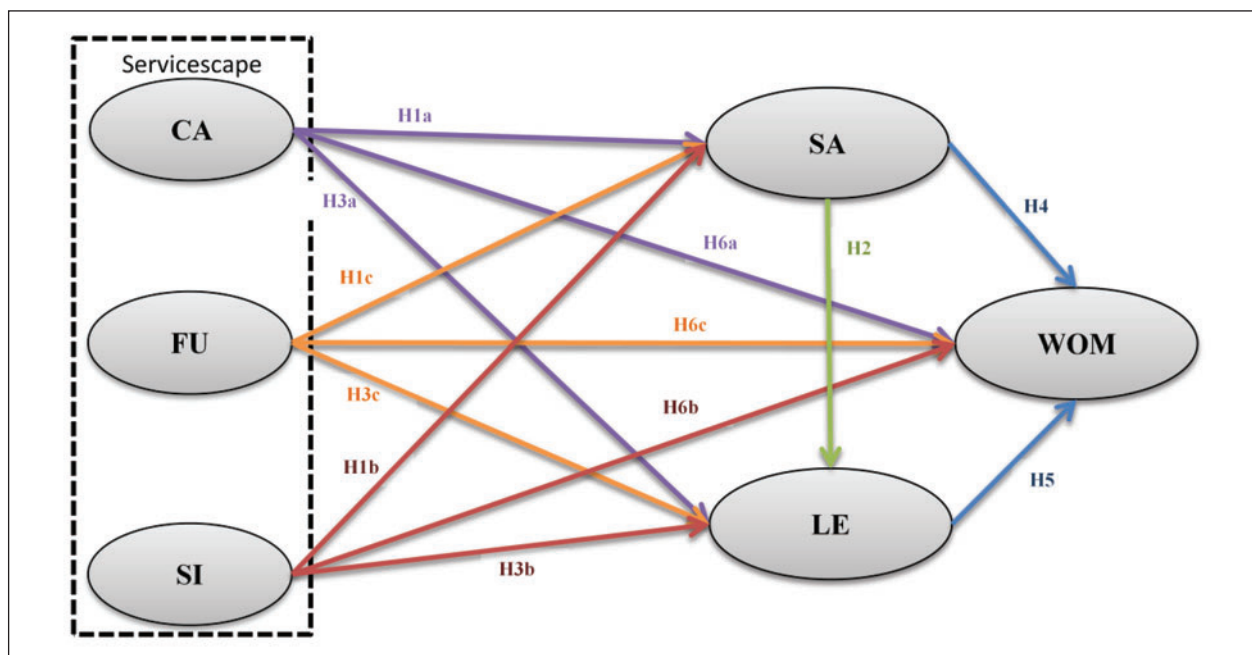 Servicescape
CA
SA
FU
WOM
SI
LE
H1a
H3a
H6a
H4
H2
H1c
H6c
H3c
H6b
H1b
H5
H3b